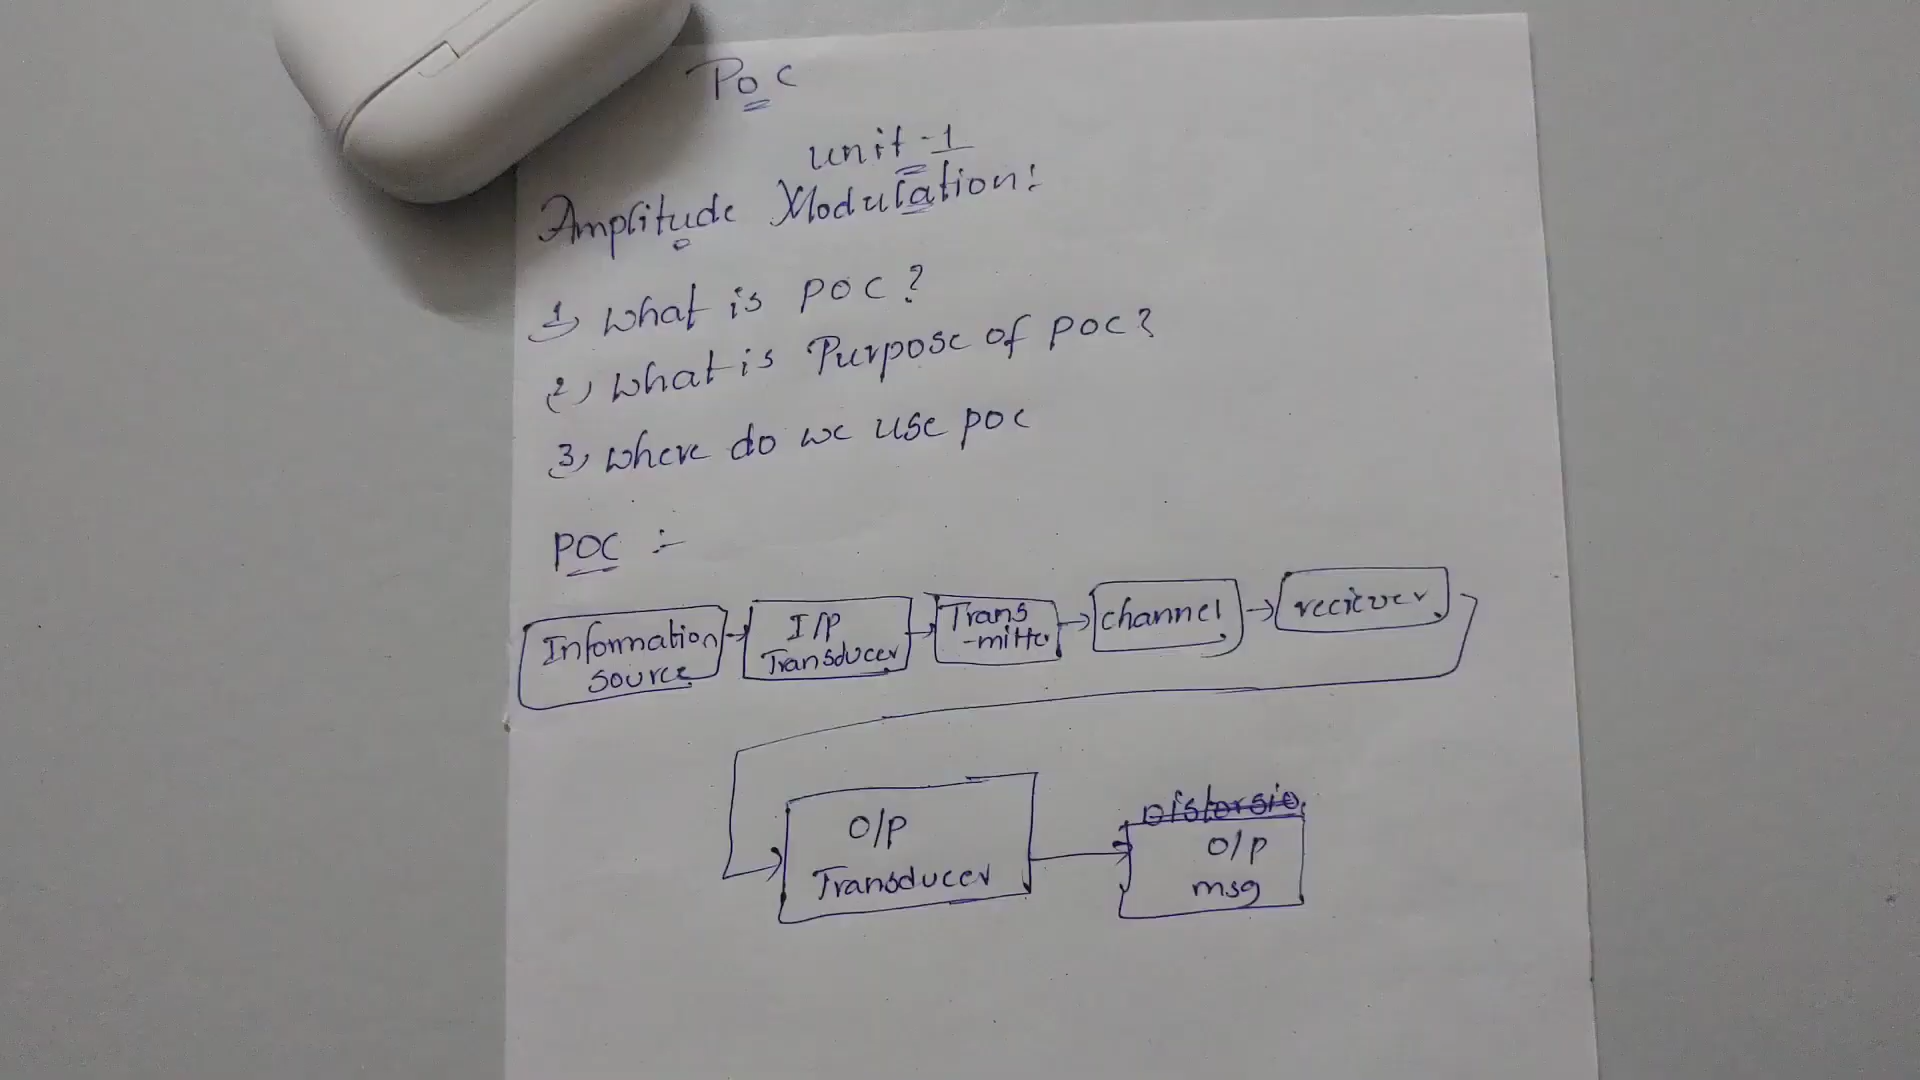 POC
unit-1
Amplitude Modulation:
1) What is POC?
2) What is Purpose of POC?
3) Where do we use POC
POC :-
Information source
I/P Transducer
Trans-mitter
channel
reciever
O/P Transducer
Distorsio
O/P msg